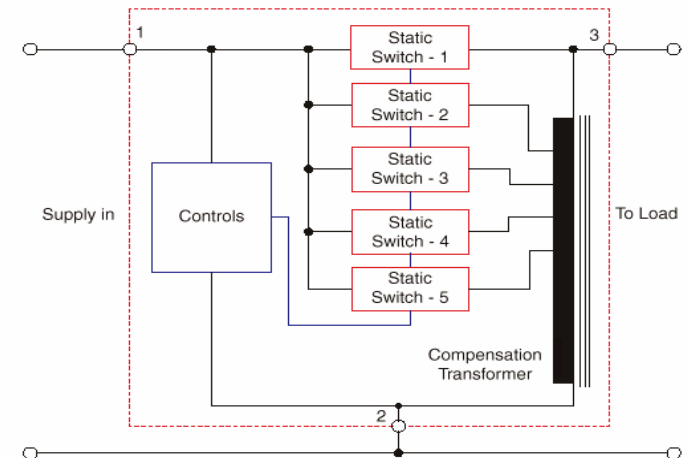 1
Static
Switch - 1
3
Static
Switch - 2
Static
Switch - 3
Supply in
Controls
To Load
Static
Switch - 4
Static
Switch - 5
Compensation
Transformer
2